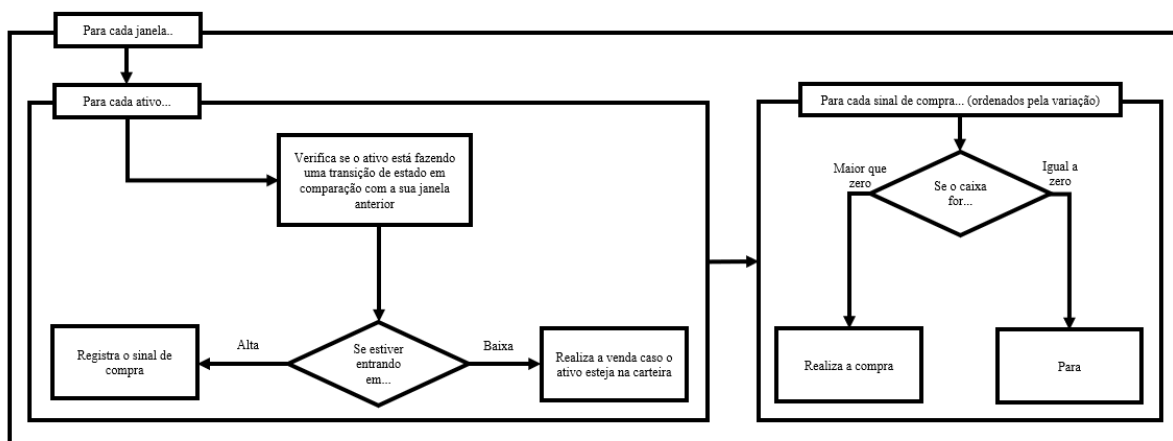 Para cada janela..
Para cada ativo...
Verifica se o ativo está fazendo
uma transição de estado em
comparação com a sua janela
anterior
Se estiver
entrando
em...
Alta
Baixa
Registra o sinal de
compra
Realiza a venda caso o
ativo esteja na carteira
Para cada sinal de compra... (ordenados pela variação)
Se o caixa
for...
Maior que
zero
Igual a
zero
Realiza a compra
Para